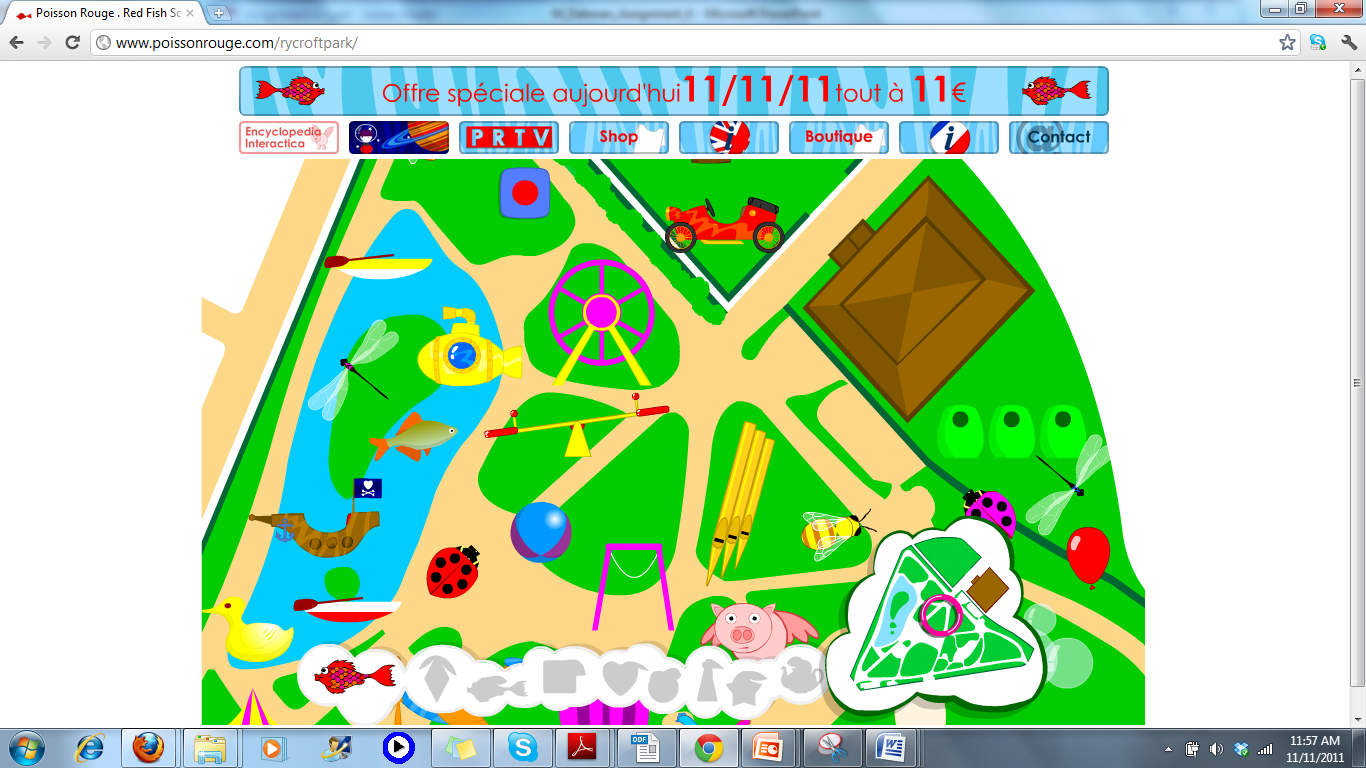 Poisson Rouge . Red Fish Sc
www.poissonrouge.com/rycroftpark/
Offre spéciale aujourd'hui 11/11/11 tout à 11€
Encyclopedia
Interactica
P R T V
Shop
i
Boutique
i
Contact
ODF
11:57 AM
11/11/2011